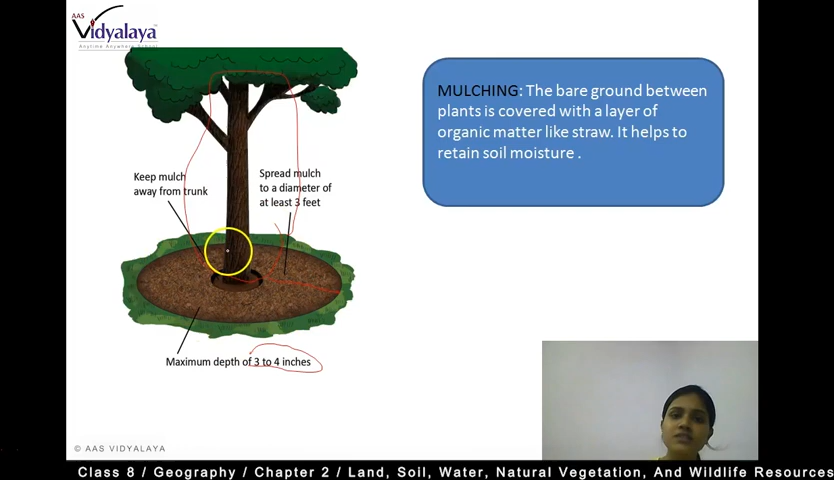 AAS
Vidyalaya
Anytime Anywhere School
MULCHING: The bare ground between
plants is covered with a layer of
organic matter like straw. It helps to
retain soil moisture .
Keep mulch
away from trunk
Spread mulch
to a diameter of
at least 3 feet
Maximum depth of 3 to 4 inches
© AAS VIDYALAYA
Class 8 / Geography / Chapter 2 / Land, Soil, Water, Natural Vegetation, And Wildlife Resources